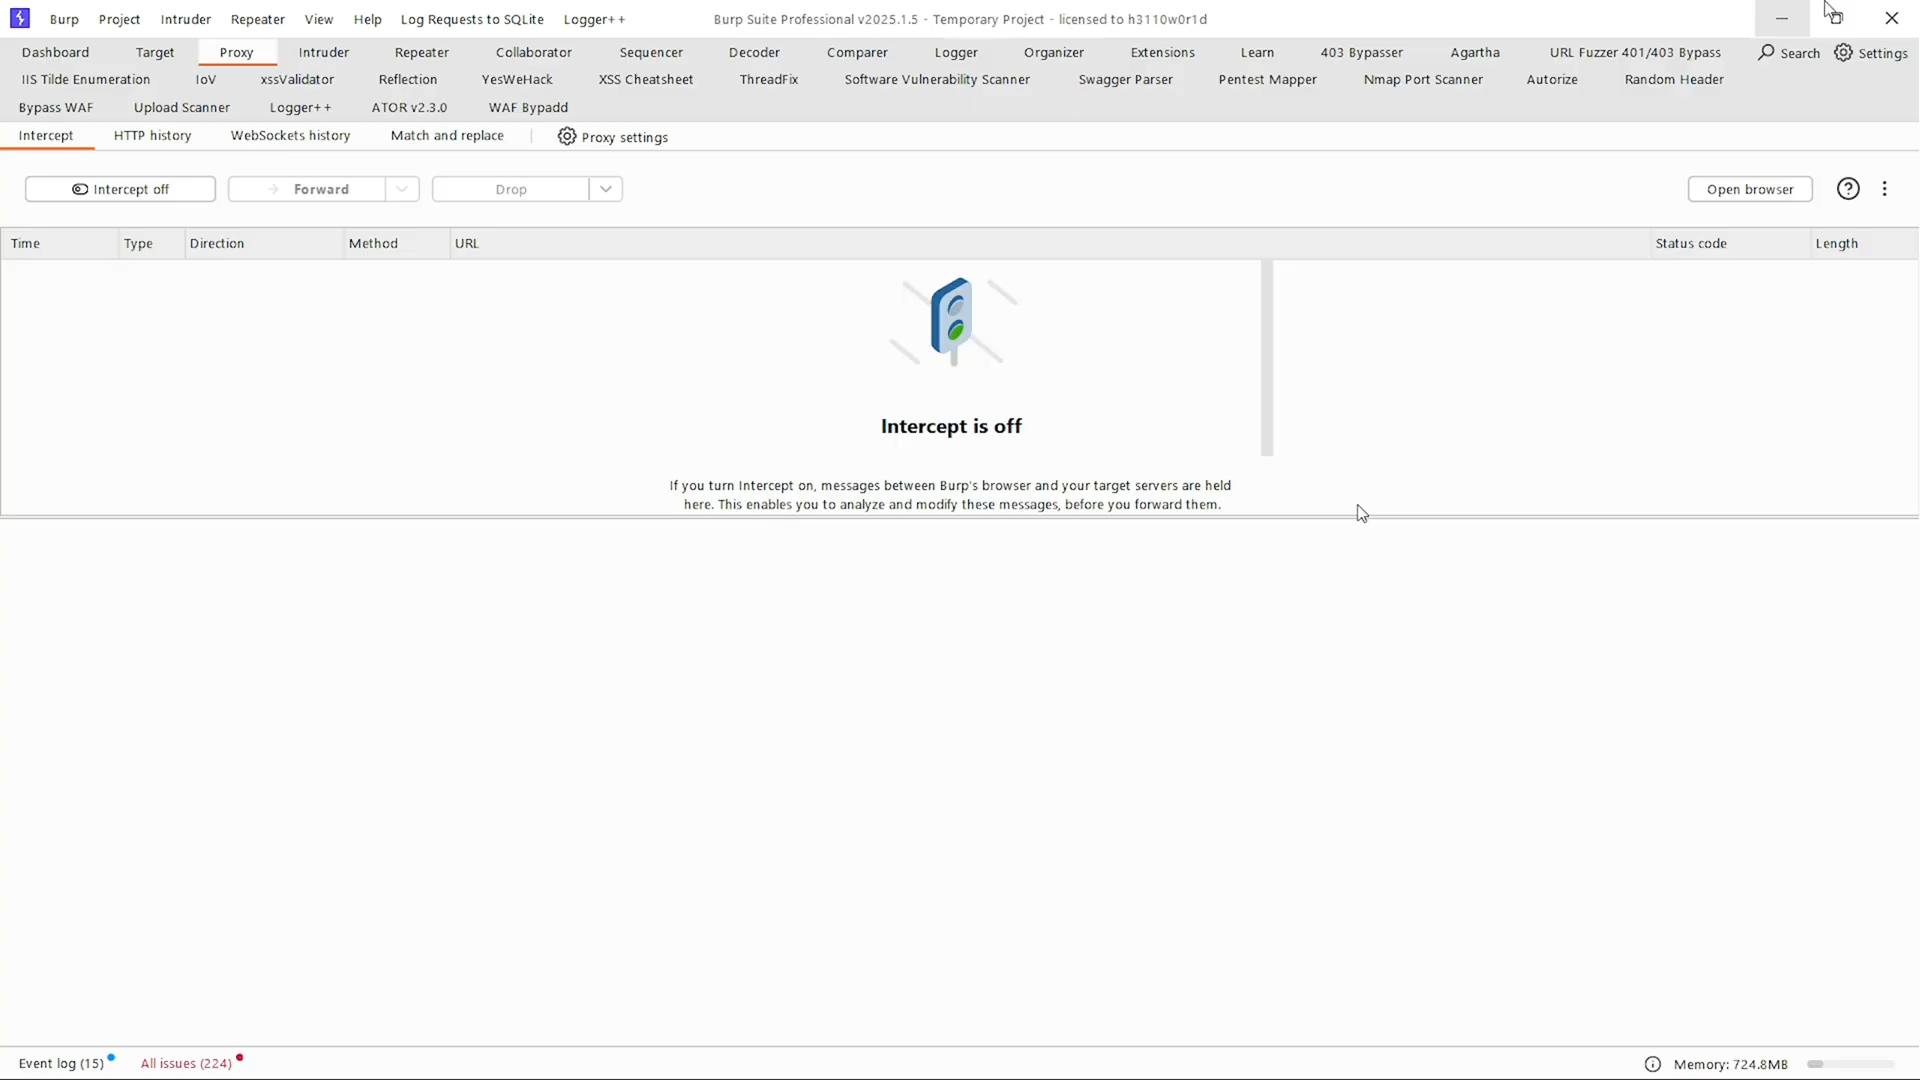 Burp Project Intruder Repeater View Help Log Requests to SQLite Logger++ Burp Suite Professional v2025.1.5 - Temporary Project - licensed to h3110w0r1d
Dashboard Target Proxy Intruder Repeater Collaborator Sequencer Decoder Comparer Logger Organizer Extensions Learn 403 Bypasser Agartha URL Fuzzer 401/403 Bypass Search Settings
IIS Tilde Enumeration IoV xssValidator Reflection YesWeHack XSS Cheatsheet ThreadFix Software Vulnerability Scanner Swagger Parser Pentest Mapper Nmap Port Scanner Autorize Random Header
Bypass WAF Upload Scanner Logger++ ATOR v2.3.0 WAF Bypadd
Intercept HTTP history WebSockets history Match and replace Proxy settings
Intercept off Forward Drop Open browser
Time Type Direction Method URL Status code Length
Intercept is off
If you turn Intercept on, messages between Burp's browser and your target servers are held
here. This enables you to analyze and modify these messages, before you forward them.
Event log (15) All issues (224) Memory: 724.8MB